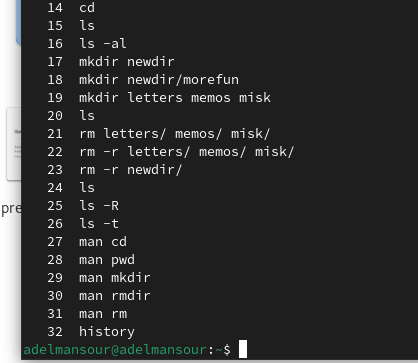 14 cd
15 ls
16 ls -al
17 mkdir newdir
18 mkdir newdir/morefun
19 mkdir letters memos misk
20 ls
21 rm letters/ memos/ misk/
22 rm -r letters/ memos/ misk/
23 rm -r newdir/
24 ls
25 ls -R
26 ls -t
27 man cd
28 man pwd
29 man mkdir
30 man rmdir
31 man rm
32 history
pre
adelmansour@adelmansour:~$